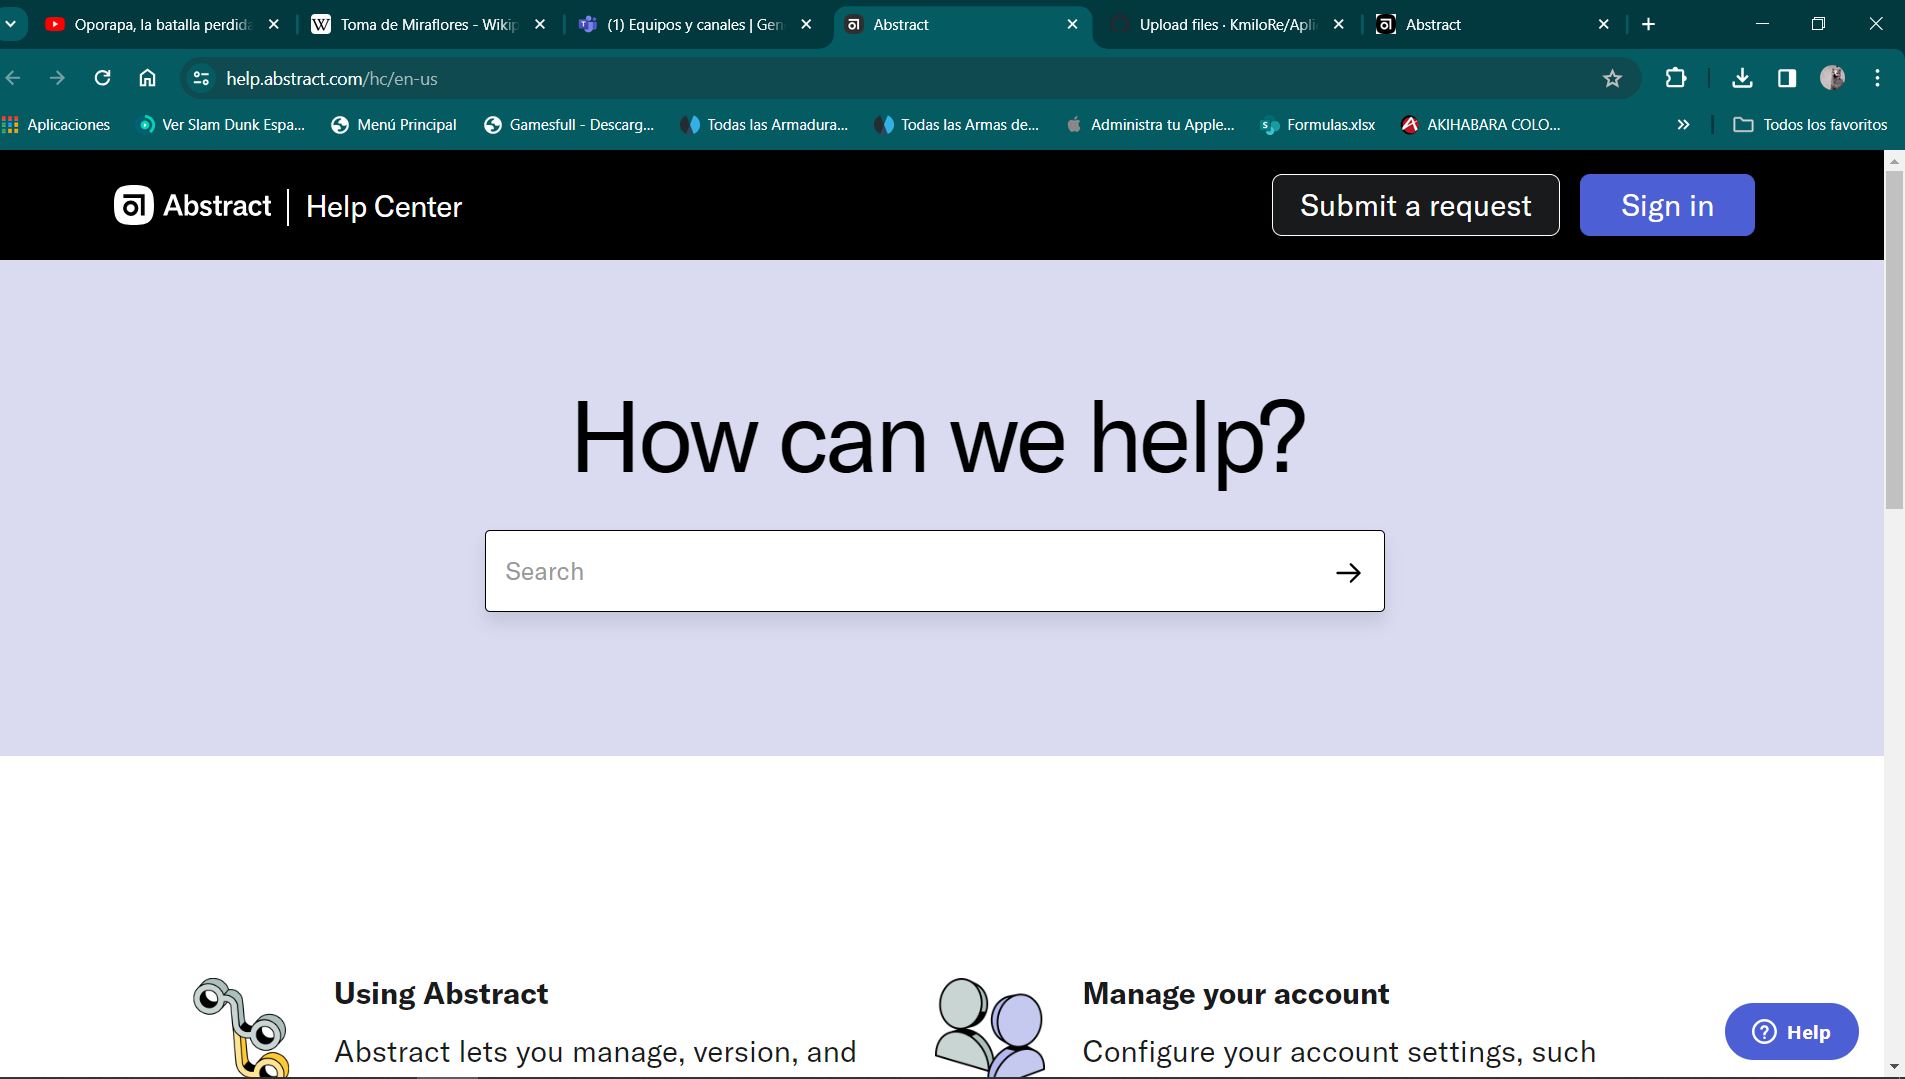 Oporapa, la batalla perdida
Toma de Miraflores - Wikip
(1) Equipos y canales | Gen
Abstract
Upload files · KmiloRe/Apli
Abstract
help.abstract.com/hc/en-us
Aplicaciones
Ver Slam Dunk Espa...
Menú Principal
Gamesfull - Descarg...
Todas las Armadura...
Todas las Armas de...
Administra tu Apple...
Formulas.xlsx
AKIHABARA COLO...
Todos los favoritos
Abstract | Help Center
Submit a request
Sign in
How can we help?
Search
Using Abstract
Abstract lets you manage, version, and
Manage your account
Configure your account settings, such
Help